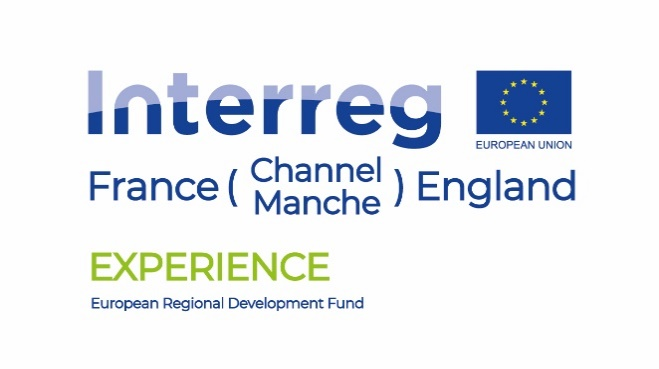 Interreg
EUROPEAN UNION
France ( Channel
Manche ) England
EXPERIENCE
European Regional Development Fund